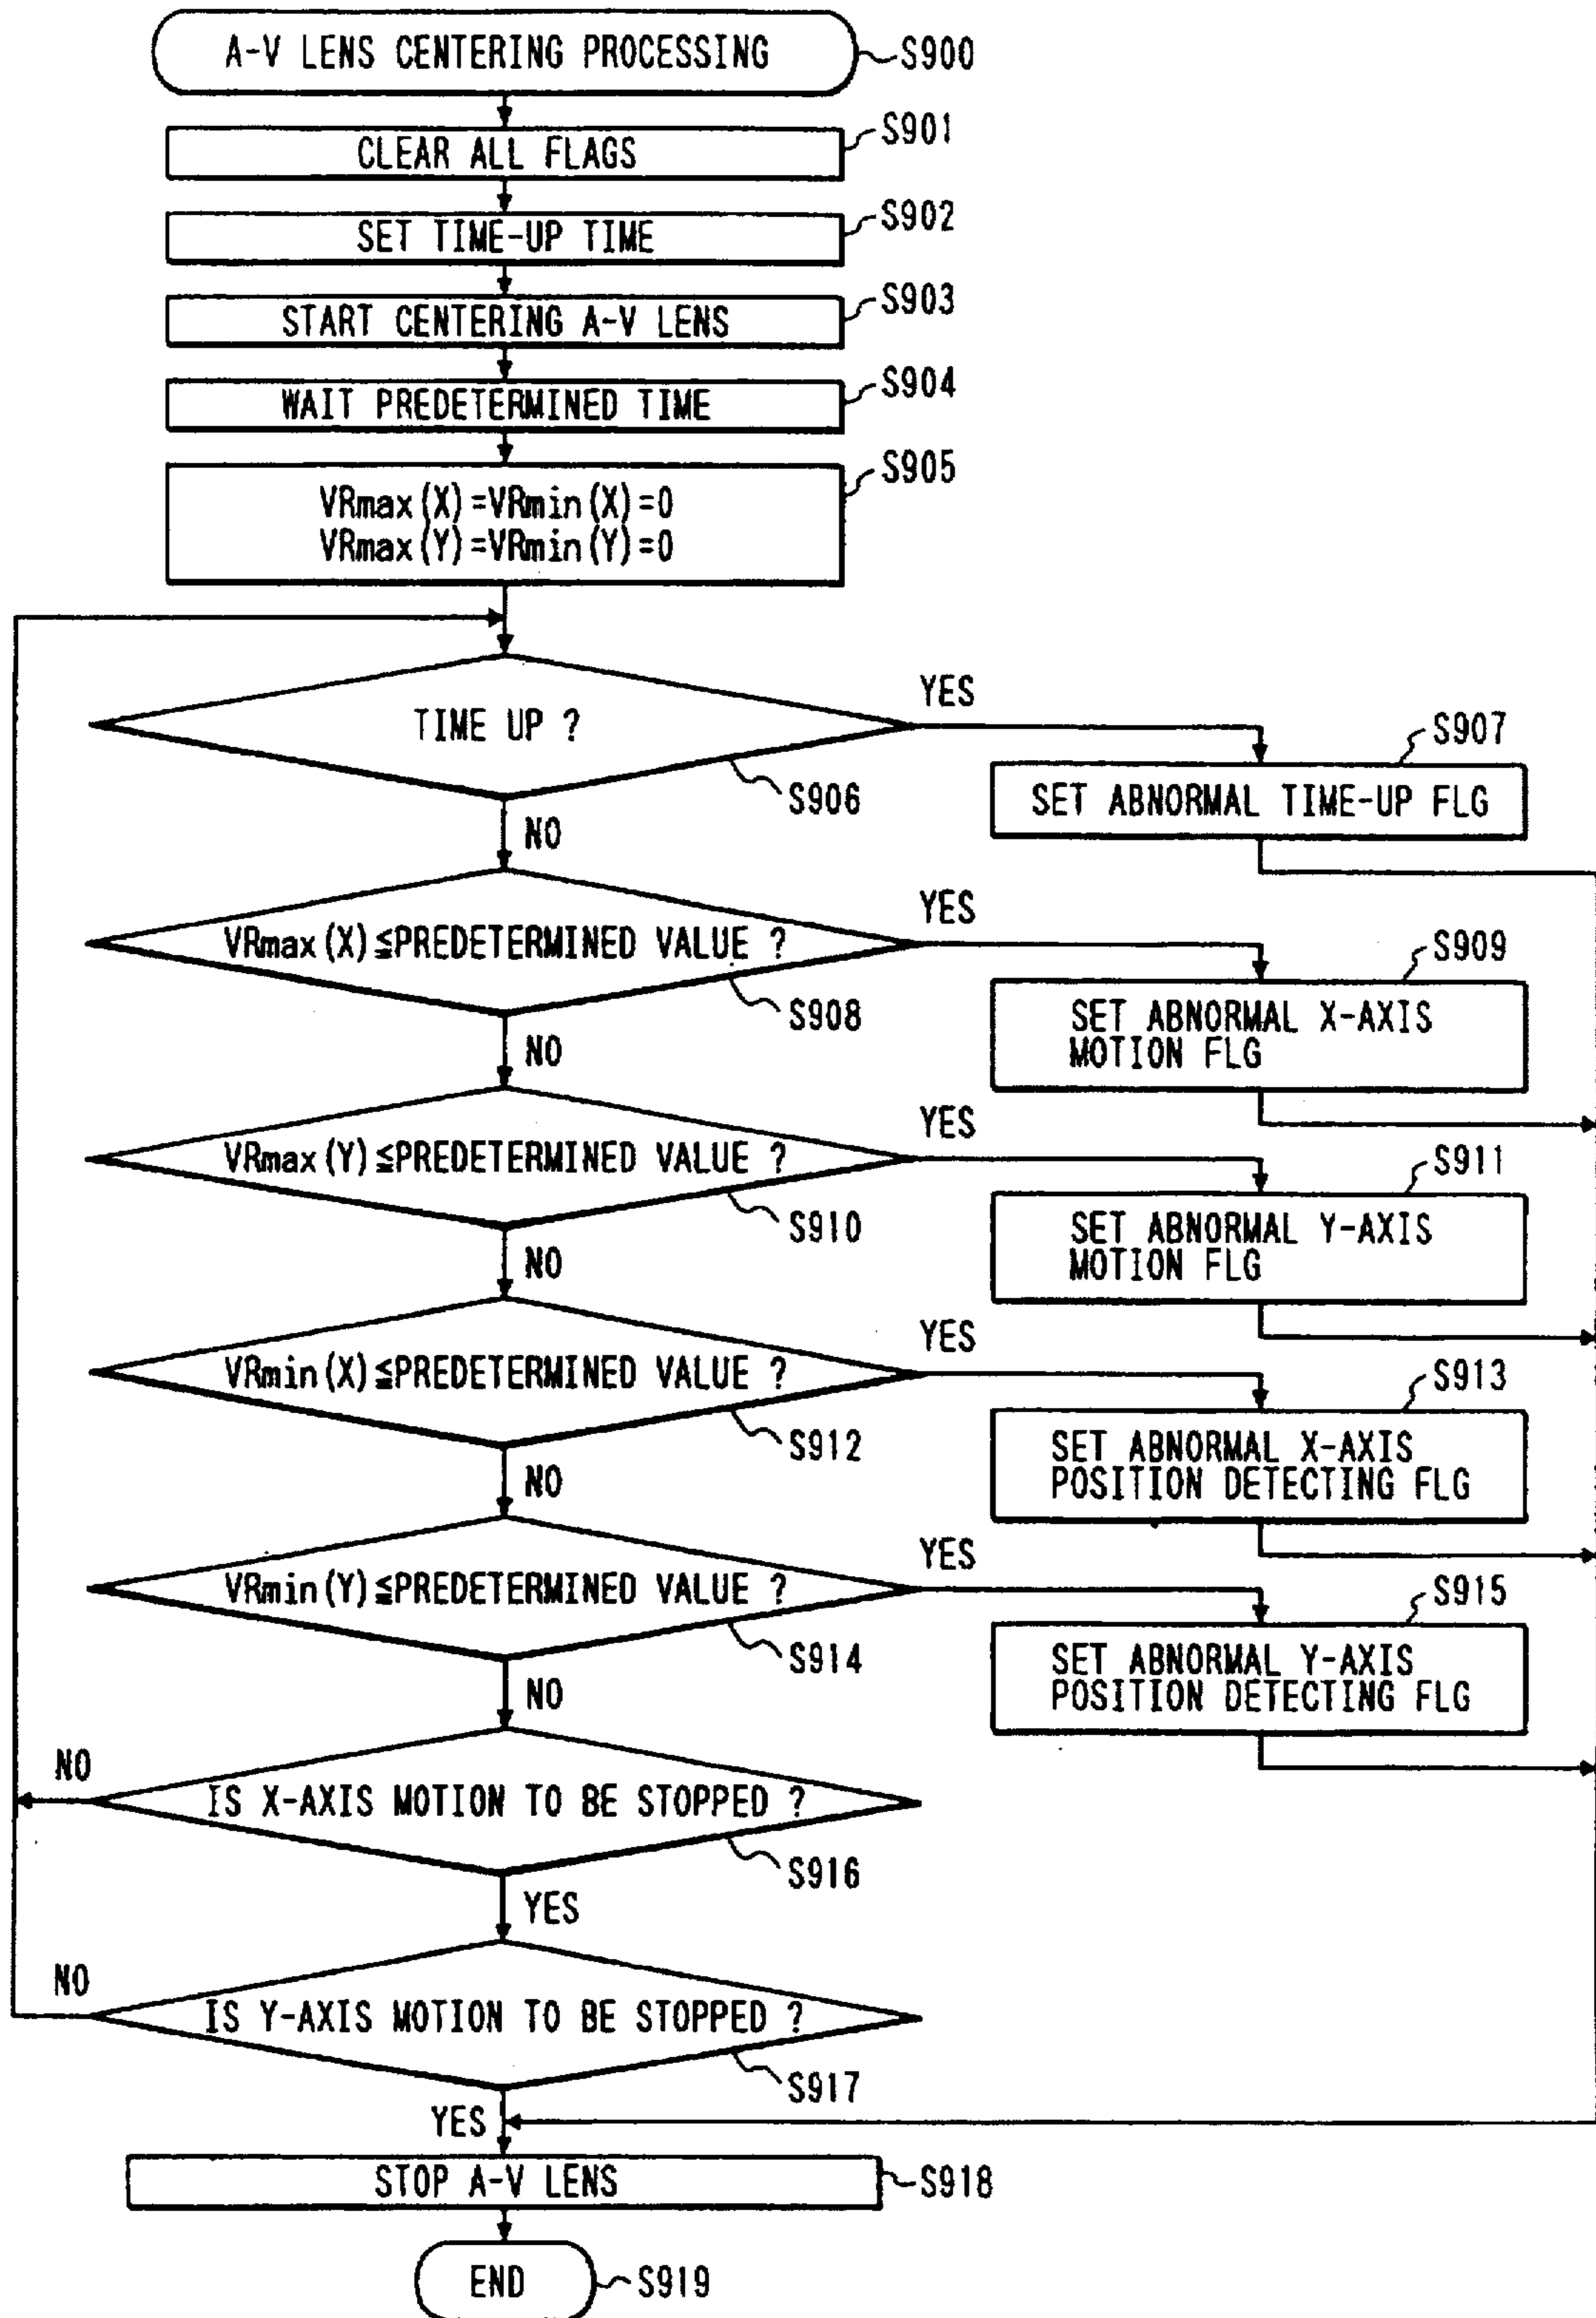 A-V LENS CENTERING PROCESSING
S900
CLEAR ALL FLAGS
S901
SET TIME-UP TIME
S902
START CENTERING A-V LENS
S903
WAIT PREDETERMINED TIME
S904
VRmax(X)=VRmin(X)=0
VRmax(Y)=VRmin(Y)=0
S905
TIME UP ?
S906
YES
NO
SET ABNORMAL TIME-UP FLG
S907
VRmax(X)≦PREDETERMINED VALUE ?
S908
YES
NO
SET ABNORMAL X-AXIS
MOTION FLG
S909
VRmax(Y)≦PREDETERMINED VALUE ?
S910
YES
NO
SET ABNORMAL Y-AXIS
MOTION FLG
S911
VRmin(X)≦PREDETERMINED VALUE ?
S912
YES
NO
SET ABNORMAL X-AXIS
POSITION DETECTING FLG
S913
VRmin(Y)≦PREDETERMINED VALUE ?
S914
YES
NO
SET ABNORMAL Y-AXIS
POSITION DETECTING FLG
S915
NO
IS X-AXIS MOTION TO BE STOPPED ?
S916
YES
NO
IS Y-AXIS MOTION TO BE STOPPED ?
S917
YES
STOP A-V LENS
S918
END
S919